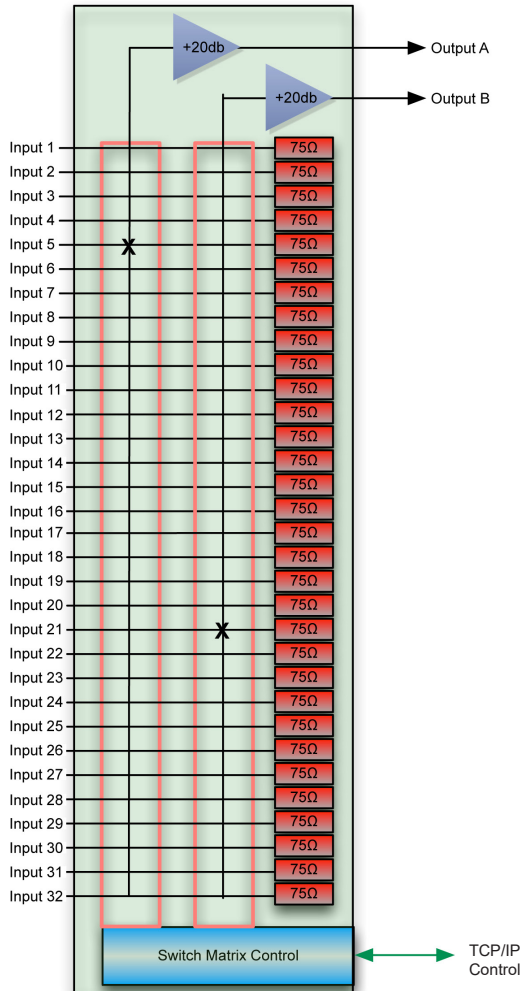 +20db
Output A
+20db
Output B
Input 1
75Ω
Input 2
75Ω
Input 3
75Ω
Input 4
75Ω
Input 5
X
75Ω
Input 6
75Ω
Input 7
75Ω
Input 8
75Ω
Input 9
75Ω
Input 10
75Ω
Input 11
75Ω
Input 12
75Ω
Input 13
75Ω
Input 14
75Ω
Input 15
75Ω
Input 16
75Ω
Input 17
75Ω
Input 18
75Ω
Input 19
75Ω
Input 20
75Ω
Input 21
X
75Ω
Input 22
75Ω
Input 23
75Ω
Input 24
75Ω
Input 25
75Ω
Input 26
75Ω
Input 27
75Ω
Input 28
75Ω
Input 29
75Ω
Input 30
75Ω
Input 31
75Ω
Input 32
75Ω
Switch Matrix Control
TCP/IP
Control